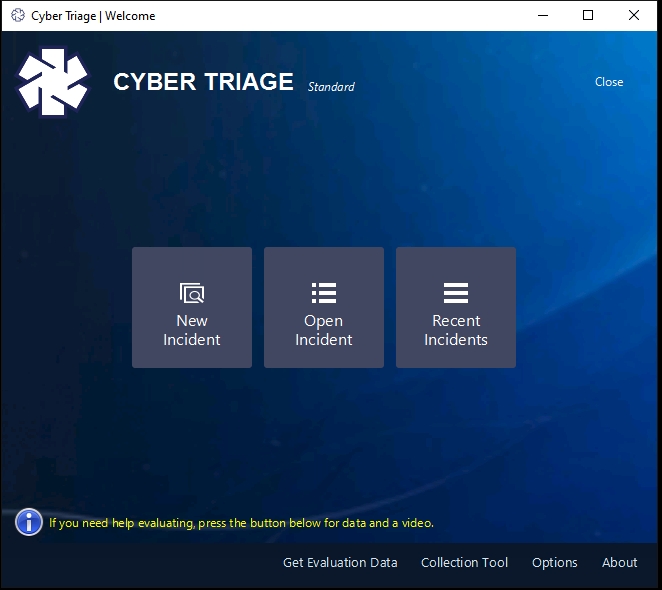 Cyber Triage | Welcome
CYBER TRIAGE Standard
Close
New
Incident
Open
Incident
Recent
Incidents
If you need help evaluating, press the button below for data and a video.
Get Evaluation Data Collection Tool Options About